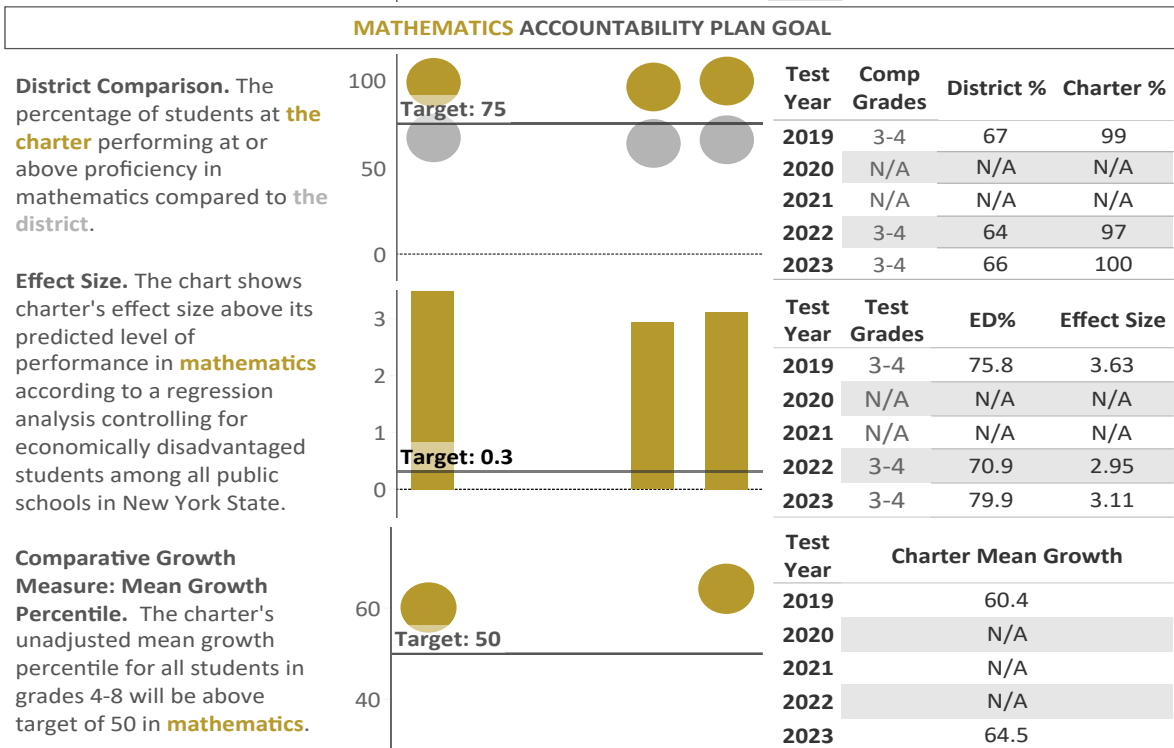 MATHEMATICS ACCOUNTABILITY PLAN GOAL
District Comparison. The
percentage of students at the
charter performing at or
above proficiency in
mathematics compared to the
district.
100
Target: 75
50
0
Test Year Comp Grades District % Charter %
2019 3-4 67 99
2020 N/A N/A N/A
2021 N/A N/A N/A
2022 3-4 64 97
2023 3-4 66 100
Effect Size. The chart shows
charter's effect size above its
predicted level of
performance in mathematics
according to a regression
analysis controlling for
economically disadvantaged
students among all public
schools in New York State.
3
2
1
Target: 0.3
0
Test Year Test Grades ED% Effect Size
2019 3-4 75.8 3.63
2020 N/A N/A N/A
2021 N/A N/A N/A
2022 3-4 70.9 2.95
2023 3-4 79.9 3.11
Comparative Growth
Measure: Mean Growth
Percentile. The charter's
unadjusted mean growth
percentile for all students in
grades 4-8 will be above
target of 50 in mathematics.
60
Target: 50
40
Test Year Charter Mean Growth
2019 60.4
2020 N/A
2021 N/A
2022 N/A
2023 64.5